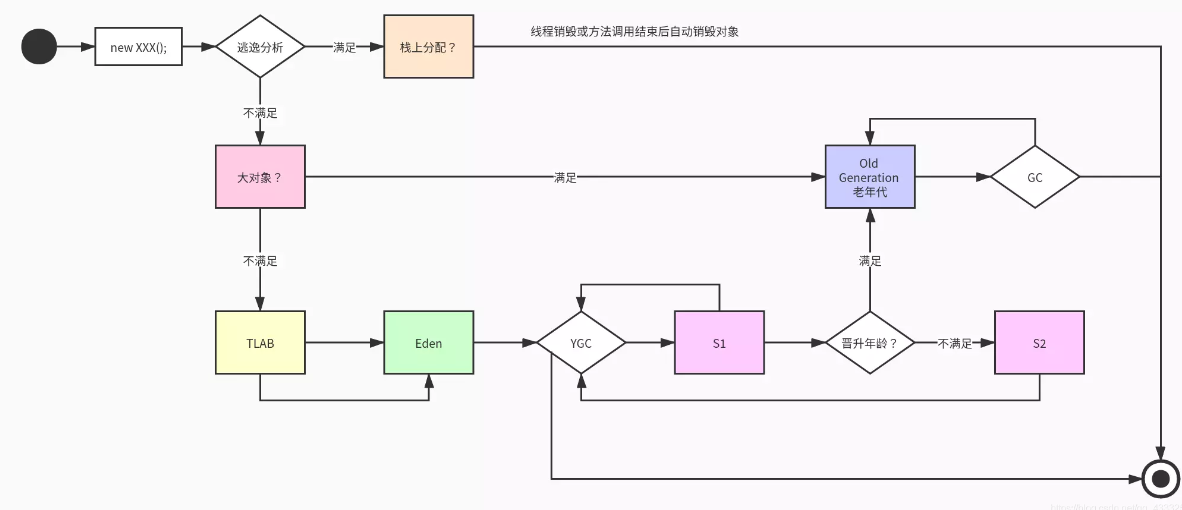 线程销毁或方法调用结束后自动销毁对象
new XXX();
逃逸分析
满足
栈上分配？
不满足
大对象？
满足
Old
Generation
老年代
GC
不满足
满足
TLAB
Eden
YGC
S1
晋升年龄？
不满足
S2